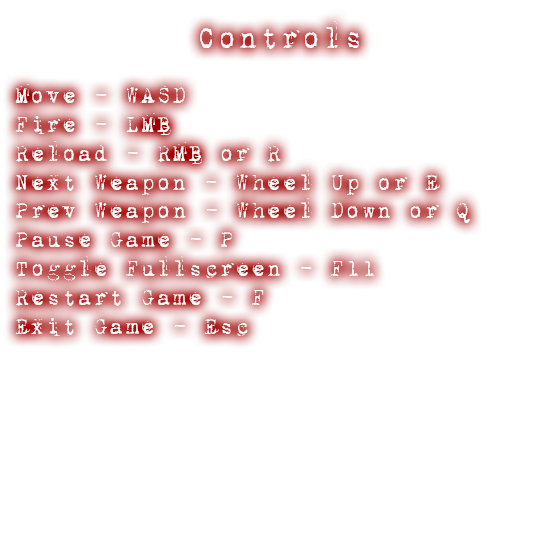 Controls
Move - WASD
Fire - LMB
Reload - RMB or R
Next Weapon - Wheel Up or E
Prev Weapon - Wheel Down or Q
Pause Game - P
Toggle Fullscreen - F11
Restart Game - F
Exit Game - Esc